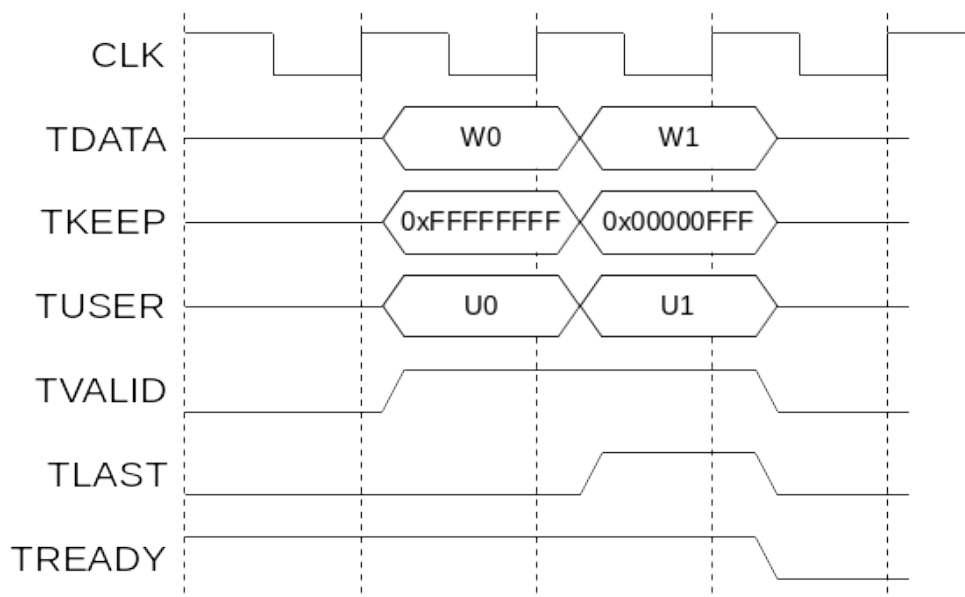 CLK
TDATA W0 W1
TKEEP 0xFFFFFFFF 0x00000FFF
TUSER U0 U1
TVALID
TLAST
TREADY